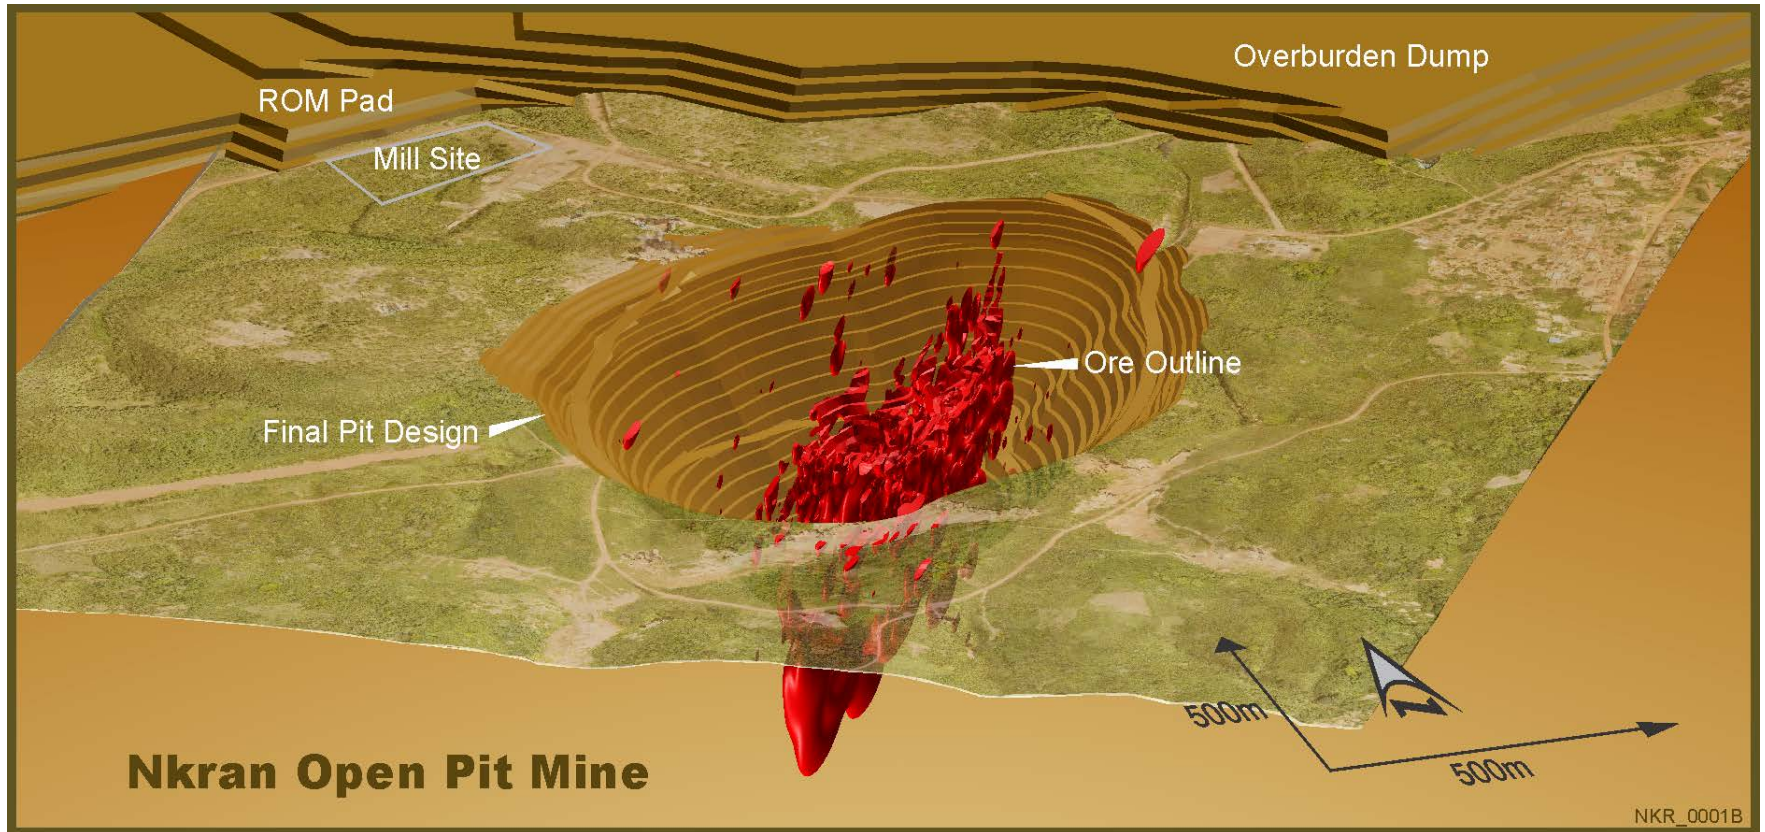 Overburden Dump
ROM Pad
Mill Site
Ore Outline
Final Pit Design
N
500m
500m
Nkran Open Pit Mine
NKR_0001B